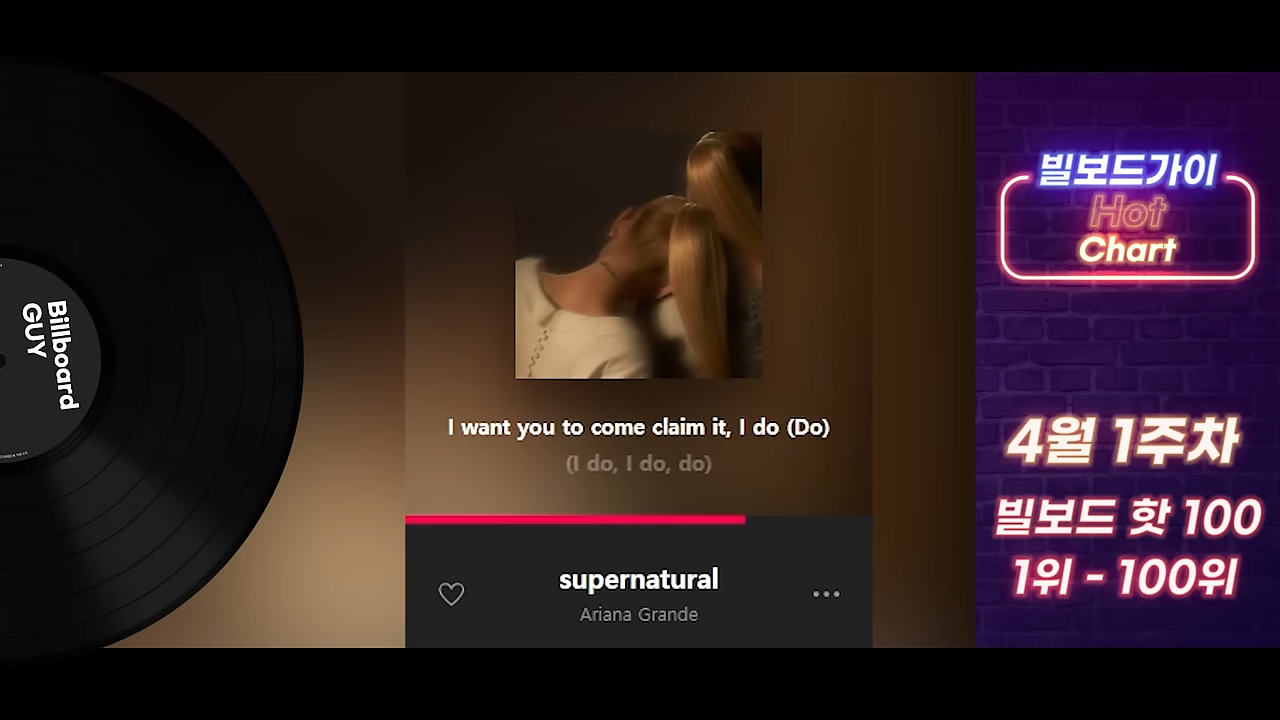 Billboard
GUY
I want you to come claim it, I do (Do)
(I do, I do, do)
supernatural
Ariana Grande
빌보드가이
Hot
Chart
4월 1주차
빌보드 핫 100
1위 - 100위